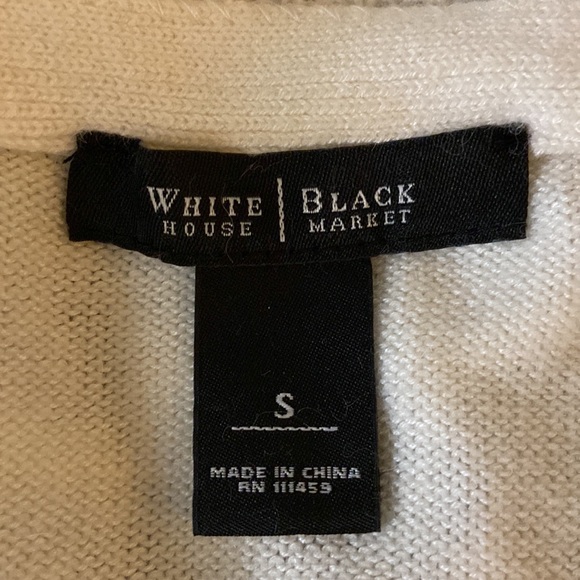 WHITE HOUSE | BLACK MARKET
S
MADE IN CHINA
RN 111459